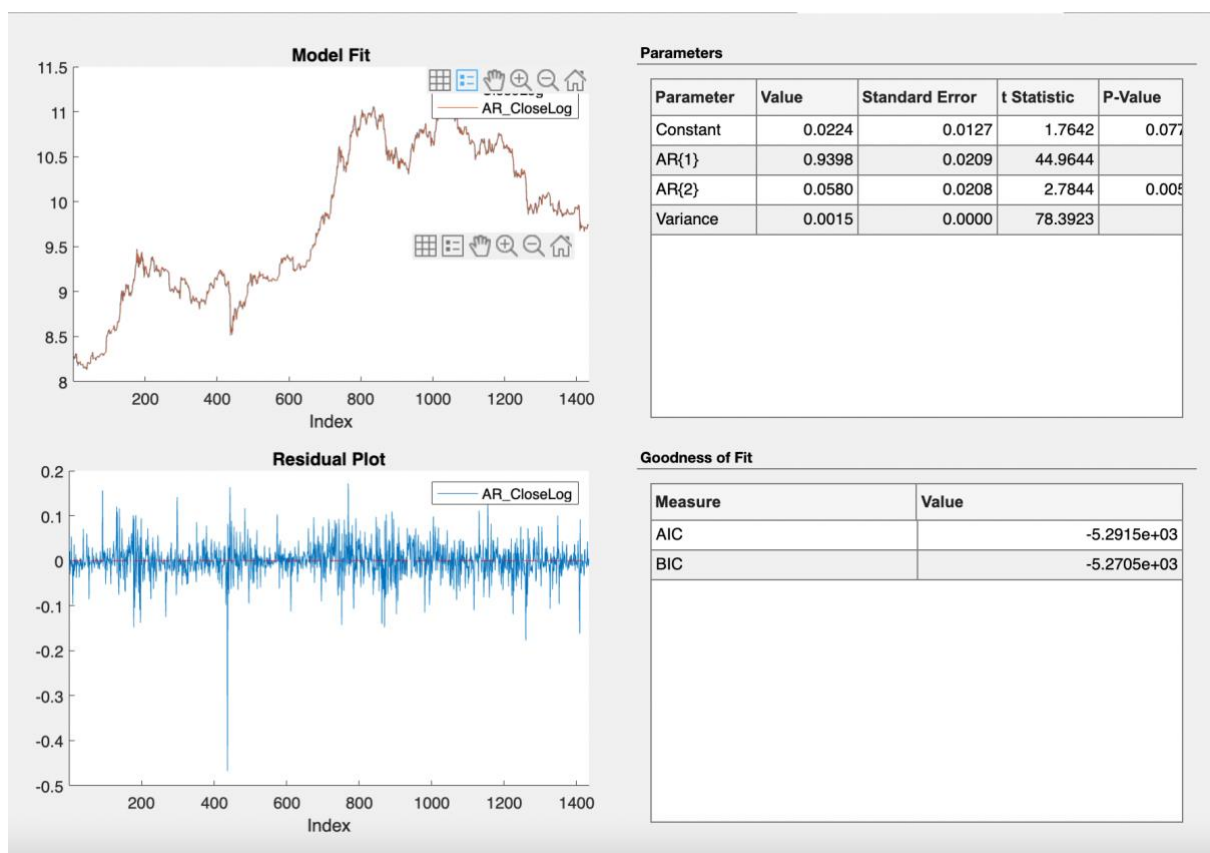 Model Fit
11.5
11
10.5
10
9.5
9
8.5
8
AR_CloseLog
200 400 600 800 1000 1200 1400
Index
Parameters
Parameter Value Standard Error t Statistic P-Value
Constant 0.0224 0.0127 1.7642 0.077
AR{1} 0.9398 0.0209 44.9644
AR{2} 0.0580 0.0208 2.7844 0.005
Variance 0.0015 0.0000 78.3923
Residual Plot
0.2
0.1
0
-0.1
-0.2
-0.3
-0.4
-0.5
AR_CloseLog
200 400 600 800 1000 1200 1400
Index
Goodness of Fit
Measure Value
AIC -5.2915e+03
BIC -5.2705e+03